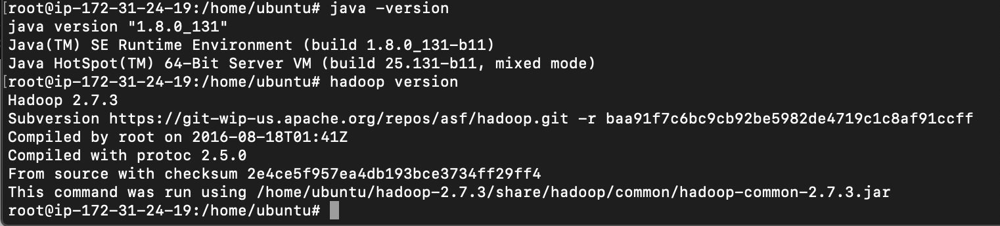 [root@ip-172-31-24-19:/home/ubuntu# java -version
java version "1.8.0_131"
Java(TM) SE Runtime Environment (build 1.8.0_131-b11)
Java HotSpot(TM) 64-Bit Server VM (build 25.131-b11, mixed mode)
[root@ip-172-31-24-19:/home/ubuntu# hadoop version
Hadoop 2.7.3
Subversion https://git-wip-us.apache.org/repos/asf/hadoop.git -r baa91f7c6bc9cb92be5982de4719c1c8af91ccff
Compiled by root on 2016-08-18T01:41Z
Compiled with protoc 2.5.0
From source with checksum 2e4ce5f957ea4db193bce3734ff29ff4
This command was run using /home/ubuntu/hadoop-2.7.3/share/hadoop/common/hadoop-common-2.7.3.jar
root@ip-172-31-24-19:/home/ubuntu#